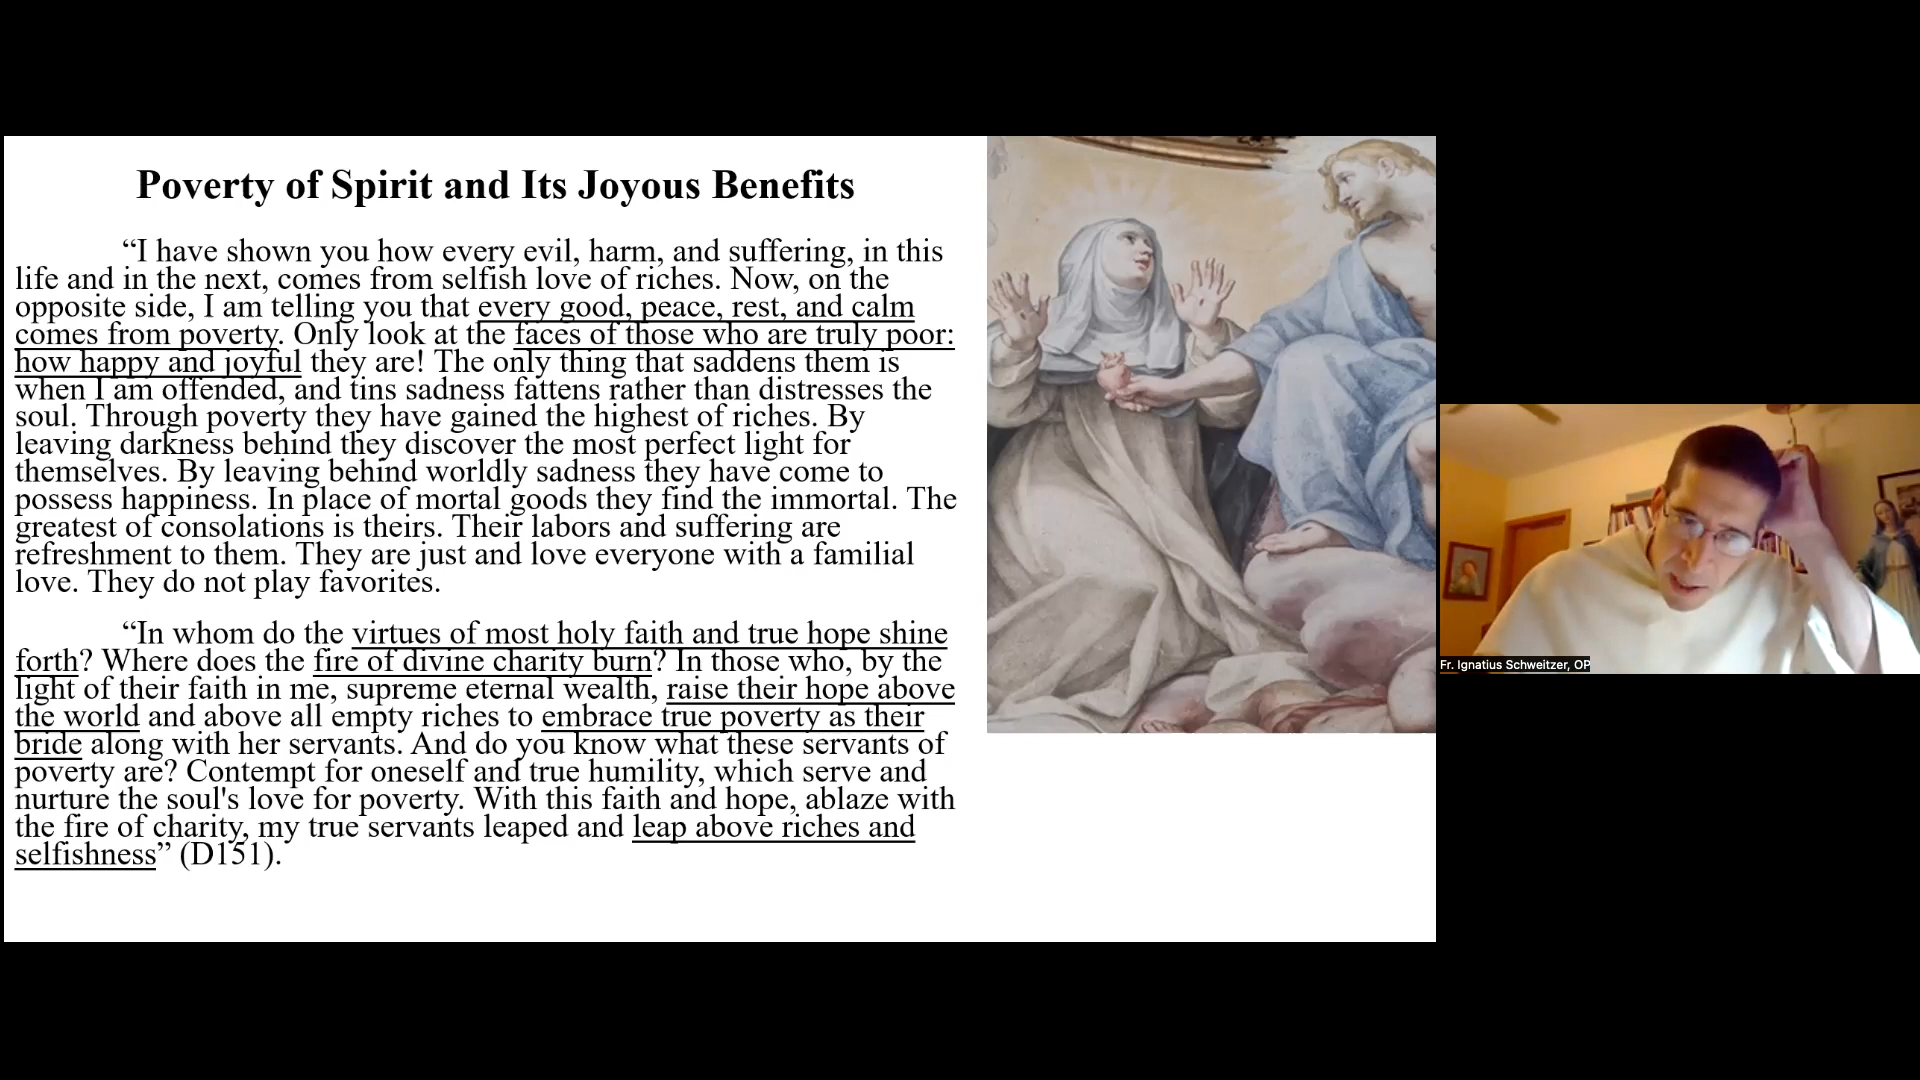 Poverty of Spirit and Its Joyous Benefits
“I have shown you how every evil, harm, and suffering, in this
life and in the next, comes from selfish love of riches. Now, on the
opposite side, I am telling you that every good, peace, rest, and calm
comes from poverty. Only look at the faces of those who are truly poor:
how happy and joyful they are! The only thing that saddens them is
when I am offended, and tins sadness fattens rather than distresses the
soul. Through poverty they have gained the highest of riches. By
leaving darkness behind they discover the most perfect light for
themselves. By leaving behind worldly sadness they have come to
possess happiness. In place of mortal goods they find the immortal. The
greatest of consolations is theirs. Their labors and suffering are
refreshment to them. They are just and love everyone with a familial
love. They do not play favorites.
“In whom do the virtues of most holy faith and true hope shine
forth? Where does the fire of divine charity burn? In those who, by the
light of their faith in me, supreme eternal wealth, raise their hope above
the world and above all empty riches to embrace true poverty as their
bride along with her servants. And do you know what these servants of
poverty are? Contempt for oneself and true humility, which serve and
nurture the soul's love for poverty. With this faith and hope, ablaze with
the fire of charity, my true servants leaped and leap above riches and
selfishness” (D151).
Fr. Ignatius Schweitzer, OP